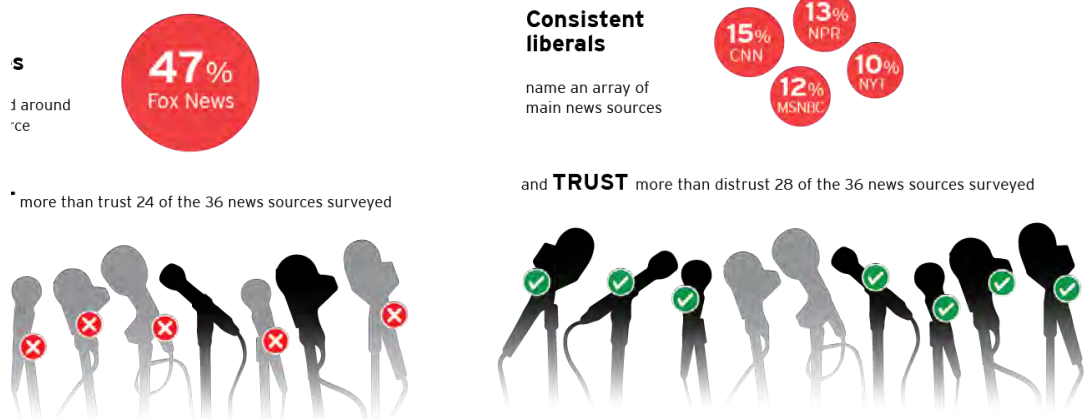 s
47%
Fox News
d around
rce
more than trust 24 of the 36 news sources surveyed
Consistent
liberals
name an array of
main news sources
15%
CNN
13%
NPR
12%
MSNBC
10%
NYT
and TRUST more than distrust 28 of the 36 news sources surveyed